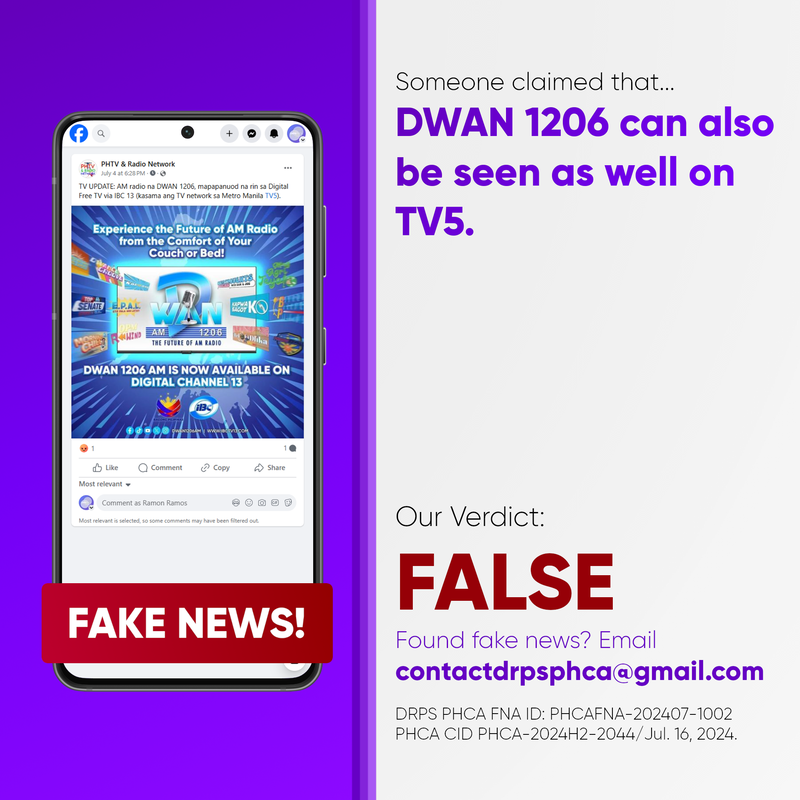 Someone claimed that...
DWAN 1206 can also
be seen as well on
TV5.
PHTV & Radio Network
July 4 at 6:28 PM
TV UPDATE: AM radio na DWAN 1206, mapapanuod na rin sa Digital
Free TV via IBC 13 (kasama ang TV network sa Metro Manila TV5).
Experience the Future of AM Radio
from the Comfort of Your
Couch or Bed!
SENATE
E.P.A.L.
DWAN
AM 1206
THE FUTURE OF AM RADIO
DWAN 1206 AM IS NOW AVAILABLE ON
DIGITAL CHANNEL 13
IBC
1
1
Like Comment Copy Share
Most relevant
Comment as Ramon Ramos
Most relevant is selected, so some comments may have been filtered out.
FAKE NEWS!
Our Verdict:
FALSE
Found fake news? Email
contactdrpsphca@gmail.com
DRPS PHCA FNA ID: PHCAFNA-202407-1002
PHCA CID PHCA-2024H2-2044/Jul. 16, 2024.